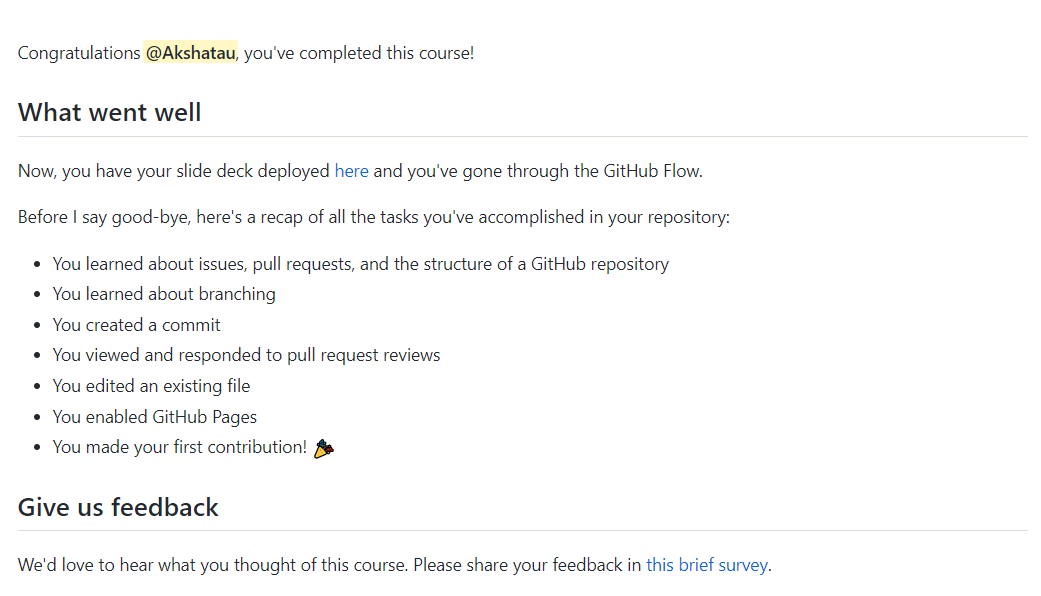 Congratulations @Akshatau, you've completed this course!
What went well
Now, you have your slide deck deployed here and you've gone through the GitHub Flow.
Before I say good-bye, here's a recap of all the tasks you've accomplished in your repository:
• You learned about issues, pull requests, and the structure of a GitHub repository
• You learned about branching
• You created a commit
• You viewed and responded to pull request reviews
• You edited an existing file
• You enabled GitHub Pages
• You made your first contribution! 🎉
Give us feedback
We'd love to hear what you thought of this course. Please share your feedback in this brief survey.